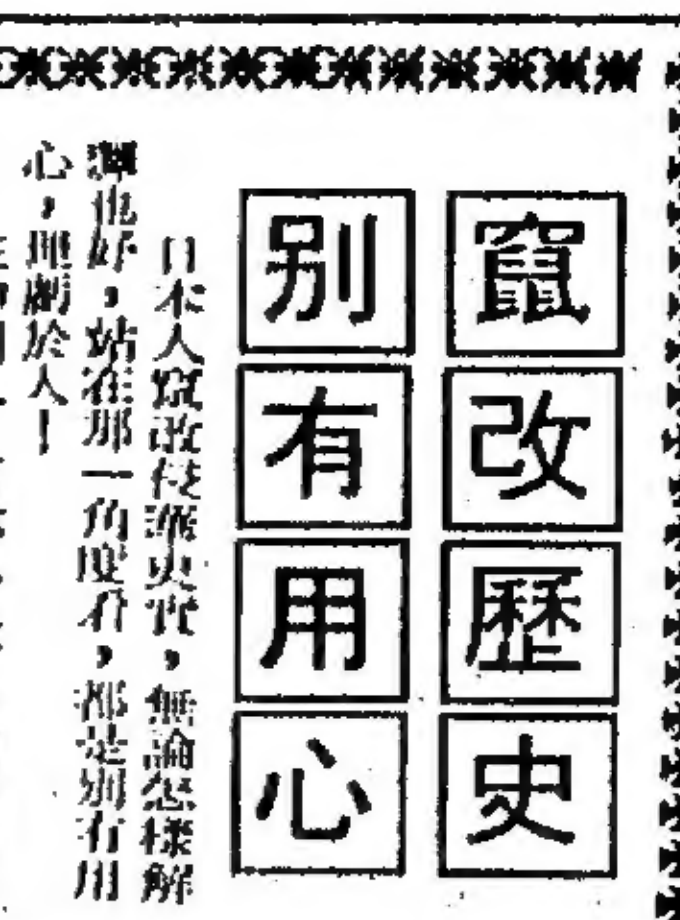 竄改歷史
別有用心
日本人竄改侵華史實，無論怎樣解
釋也好，站在那一角度看，都是別有用
心，理虧於人！